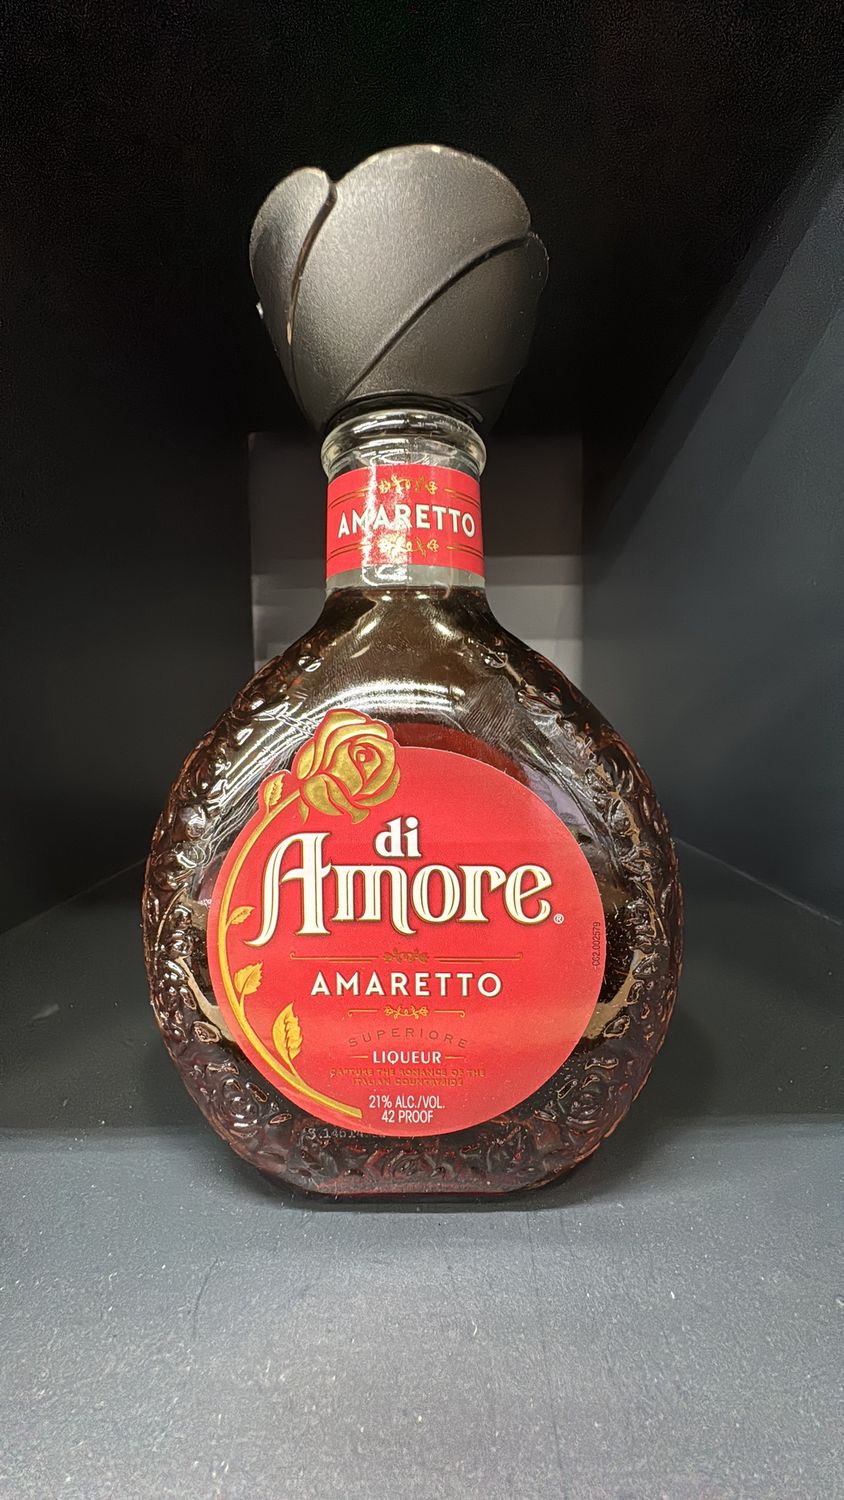 AMARETTO
di
Amore®
AMARETTO
SUPERIORE
LIQUEUR
CAPTURE THE ROMANCE OF THE
ITALIAN COUNTRYSIDE
21% ALC./VOL.
42 PROOF